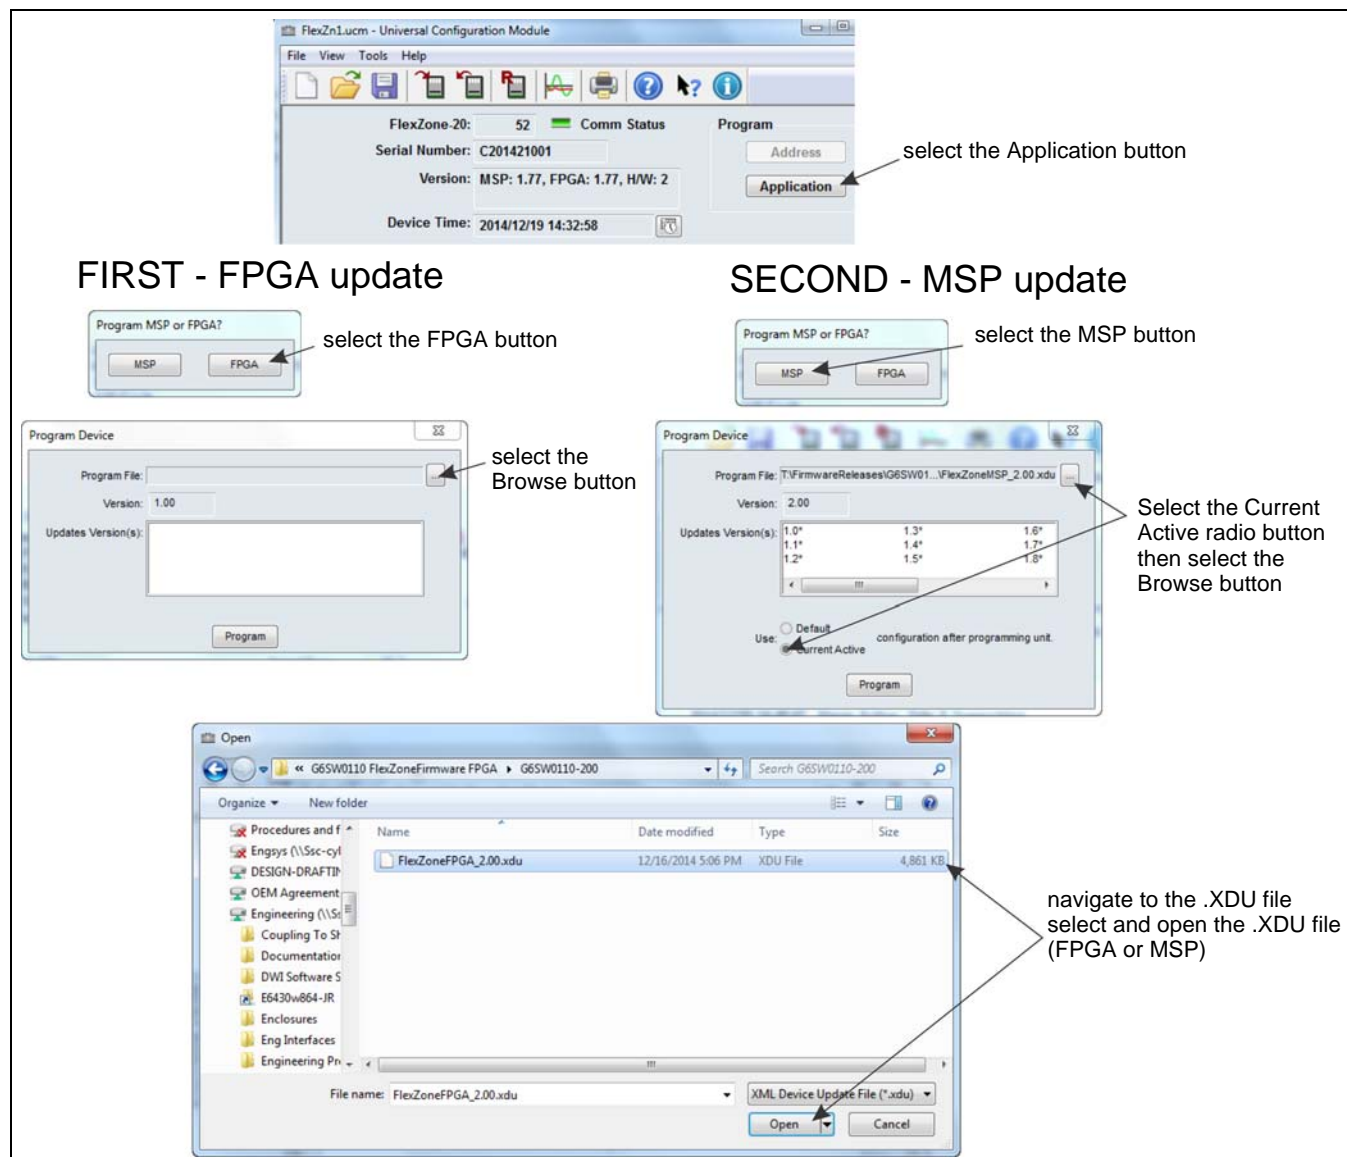 FlexZn1.ucm - Universal Configuration Module
File View Tools Help
FlexZone-20: 52 Comm Status
Program
Serial Number: C201421001
Address
select the Application button
Version: MSP: 1.77, FPGA: 1.77, H/W: 2
Application
Device Time: 2014/12/19 14:32:58
FIRST - FPGA update
SECOND - MSP update
Program MSP or FPGA?
select the FPGA button
MSP FPGA
Program MSP or FPGA?
select the MSP button
MSP FPGA
Program Device
Program File: ...
select the
Browse button
Version: 1.00
Updates Version(s):
Program
Program Device
Program File: T:\FirmwareReleases\G6SW01...\FlexZoneMSP_2.00.xdu ...
Version: 2.00
Updates Version(s): 1.0* 1.3* 1.6*
1.1* 1.4* 1.7*
1.2* 1.5* 1.8*
Select the Current
Active radio button
then select the
Browse button
Use: Default
Current Active
configuration after programming unit.
Program
Open
« G6SW0110 FlexZoneFirmware FPGA G6SW0110-200
Search G6SW0110-200
Organize New folder
Procedures and f
Engsys (\\Ssc-cyl
DESIGN-DRAFTIN
OEM Agreement
Engineering (\\Ss
Coupling To Sh
Documentation
DWI Software S
E6430w864-JR
Enclosures
Eng Interfaces
Engineering Pr
Name Date modified Type Size
FlexZoneFPGA_2.00.xdu 12/16/2014 5:06 PM XDU File 4,861 KB
navigate to the .XDU file
select and open the .XDU file
(FPGA or MSP)
File name: FlexZoneFPGA_2.00.xdu
XML Device Update File (*.xdu)
Open Cancel